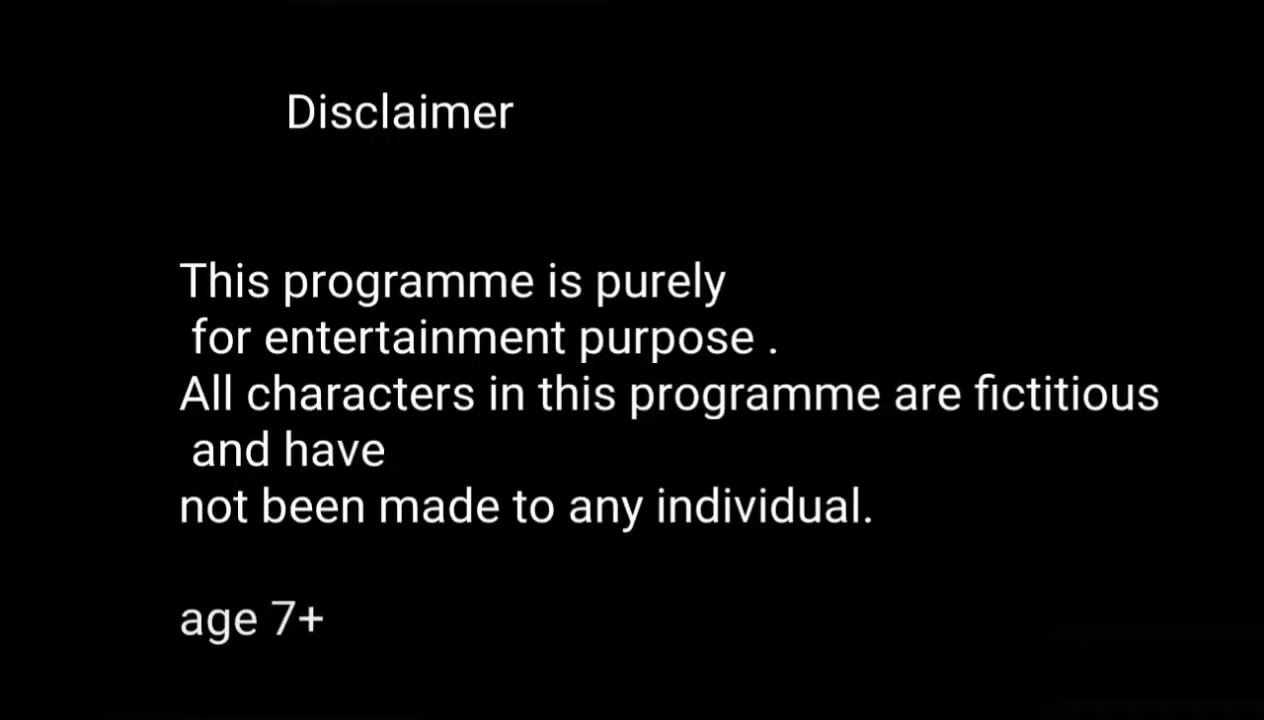 Disclaimer
This programme is purely
for entertainment purpose .
All characters in this programme are fictitious
and have
not been made to any individual.
age 7+